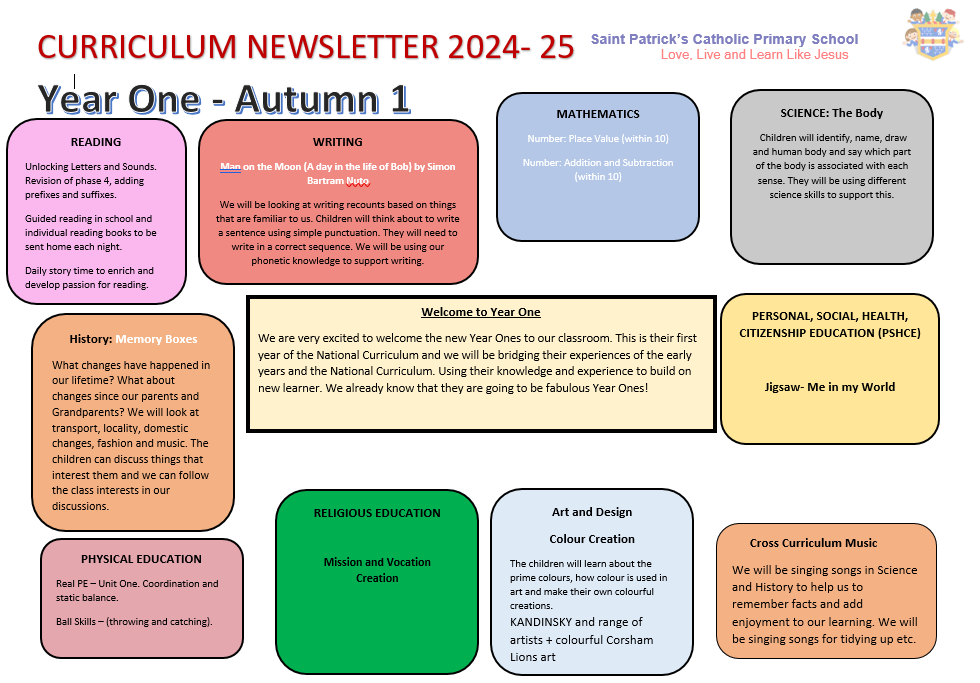 CURRICULUM NEWSLETTER 2024- 25
Saint Patrick's Catholic Primary School
Love, Live and Learn Like Jesus
Year One - Autumn 1
READING
Unlocking Letters and Sounds.
Revision of phase 4, adding
prefixes and suffixes.
Guided reading in school and
individual reading books to be
sent home each night.
Daily story time to enrich and
develop passion for reading.
WRITING
Man on the Moon (A day in the life of Bob) by Simon
Bartram Nuto
We will be looking at writing recounts based on things
that are familiar to us. Children will think about to write
a sentence using simple punctuation. They will need to
write in a correct sequence. We will be using our
phonetic knowledge to support writing.
MATHEMATICS
Number: Place Value (within 10)
Number: Addition and Subtraction
(within 10)
SCIENCE: The Body
Children will identify, name, draw
and human body and say which part
of the body is associated with each
sense. They will be using different
science skills to support this.
History: Memory Boxes
What changes have happened in
our lifetime? What about
changes since our parents and
Grandparents? We will look at
transport, locality, domestic
changes, fashion and music. The
children can discuss things that
interest them and we can follow
the class interests in our
discussions.
Welcome to Year One
We are very excited to welcome the new Year Ones to our classroom. This is their first
year of the National Curriculum and we will be bridging their experiences of the early
years and the National Curriculum. Using their knowledge and experience to build on
new learner. We already know that they are going to be fabulous Year Ones!
PERSONAL, SOCIAL, HEALTH,
CITIZENSHIP EDUCATION (PSHCE)
Jigsaw- Me in my World
PHYSICAL EDUCATION
Real PE – Unit One. Coordination and
static balance.
Ball Skills – (throwing and catching).
RELIGIOUS EDUCATION
Mission and Vocation
Creation
Art and Design
Colour Creation
The children will learn about the
prime colours, how colour is used in
art and make their own colourful
creations.
KANDINSKY and range of
artists + colourful Corsham
Lions art
Cross Curriculum Music
We will be singing songs in Science
and History to help us to
remember facts and add
enjoyment to our learning. We will
be singing songs for tidying up etc.